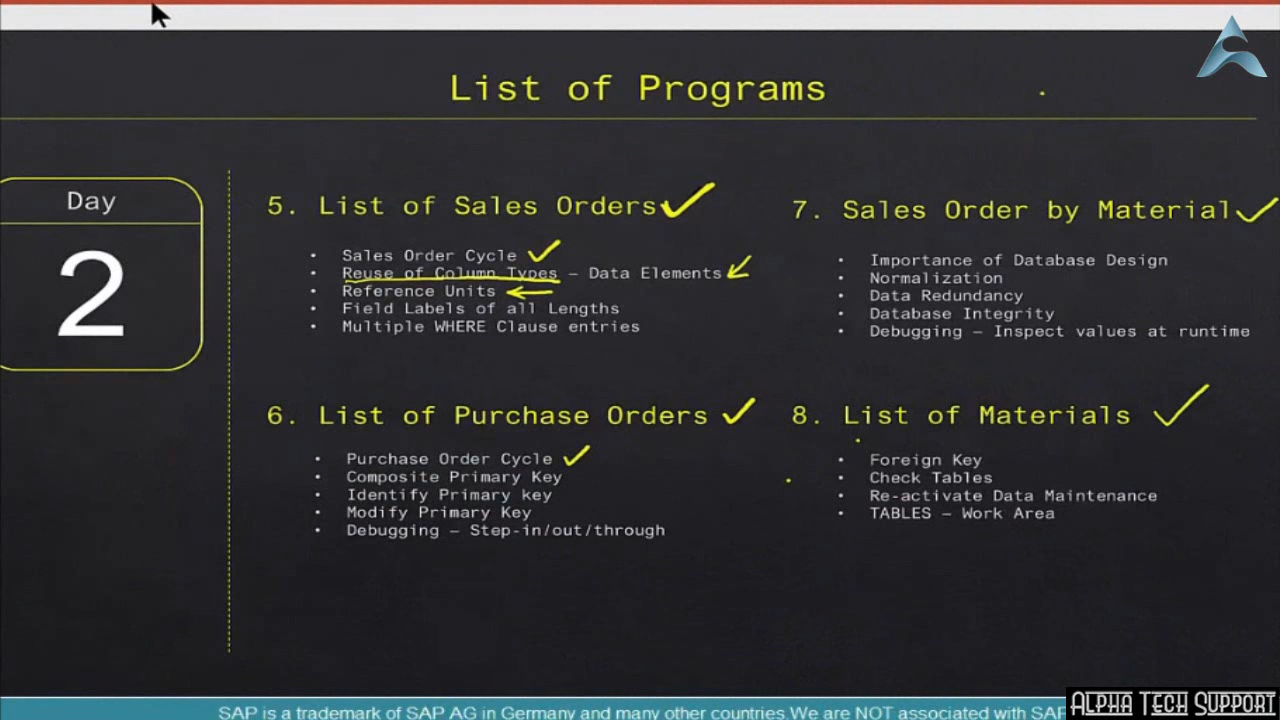 List of Programs
Day
2
5. List of Sales Orders
• Sales Order Cycle
• Reuse of Column Types – Data Elements
• Reference Units
• Field Labels of all Lengths
• Multiple WHERE Clause entries
6. List of Purchase Orders
• Purchase Order Cycle
• Composite Primary Key
• Identify Primary key
• Modify Primary Key
• Debugging – Step-in/out/through
7. Sales Order by Material
• Importance of Database Design
• Normalization
• Data Redundancy
• Database Integrity
• Debugging – Inspect values at runtime
8. List of Materials
• Foreign Key
• Check Tables
• Re-activate Data Maintenance
• TABLES – Work Area
SAP is a trademark of SAP AG in Germany and many other countries.We are NOT associated with SAP
ALPHA TECH SUPPORT